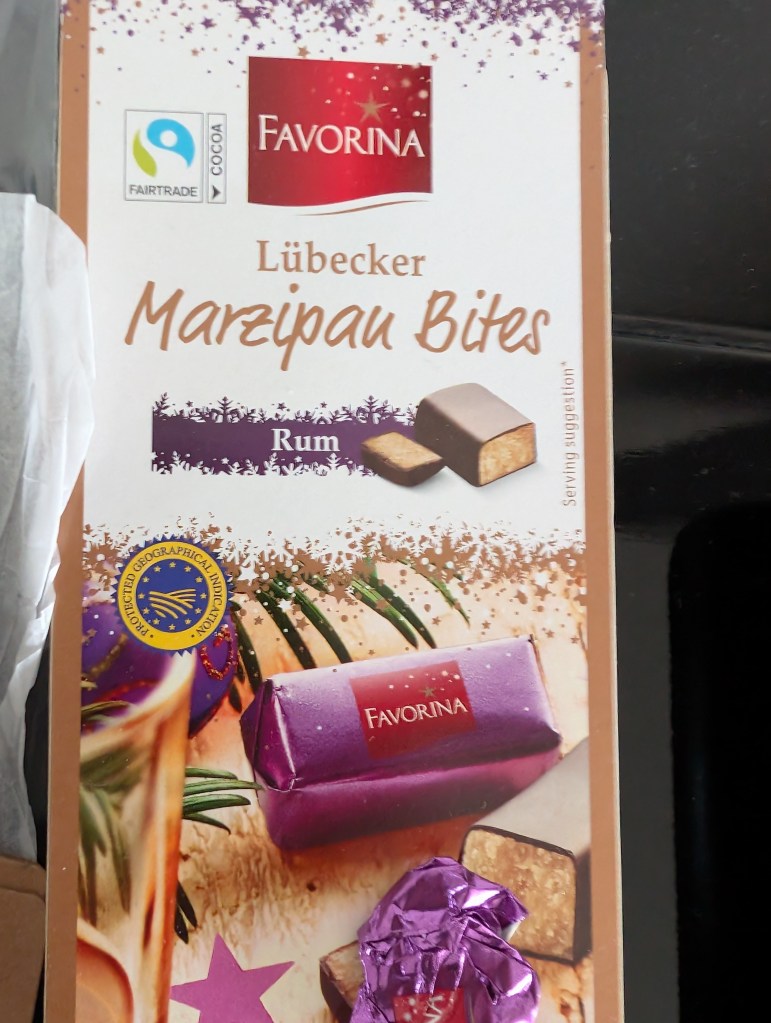 FAVORINA
FAIRTRADE
COCOA
Lübecker
Marzipan Bites
Rum
Serving suggestion*
• PROTECTED GEOGRAPHICAL INDICATION •
FAVORINA